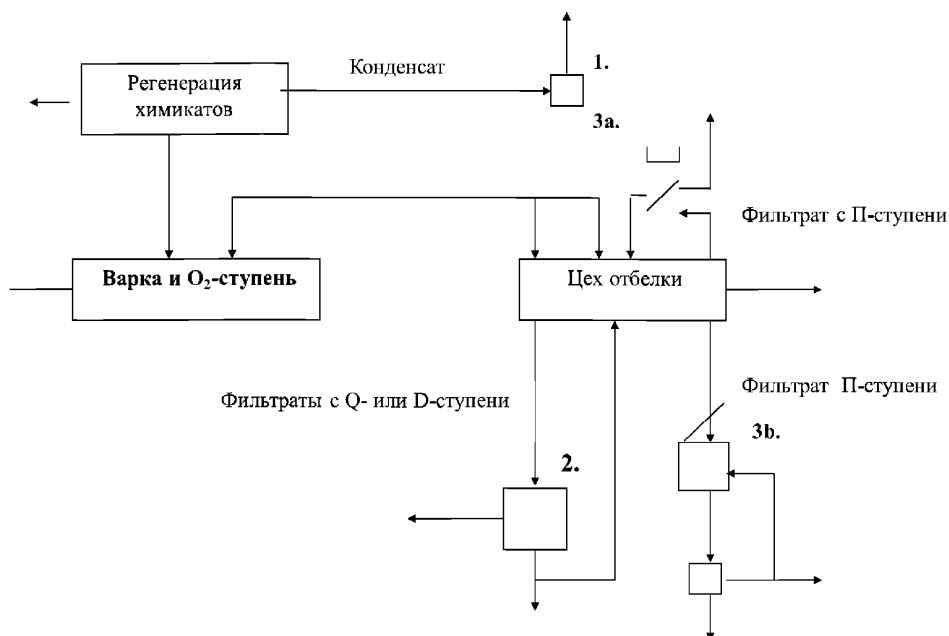 Конденсат
1.
Регенерация
химикатов
3a.
Фильтрат с П-ступени
Варка и O₂-ступень
Цех отбелки
Фильтраты с Q- или D-ступени
Фильтрат П-ступени
3b.
2.